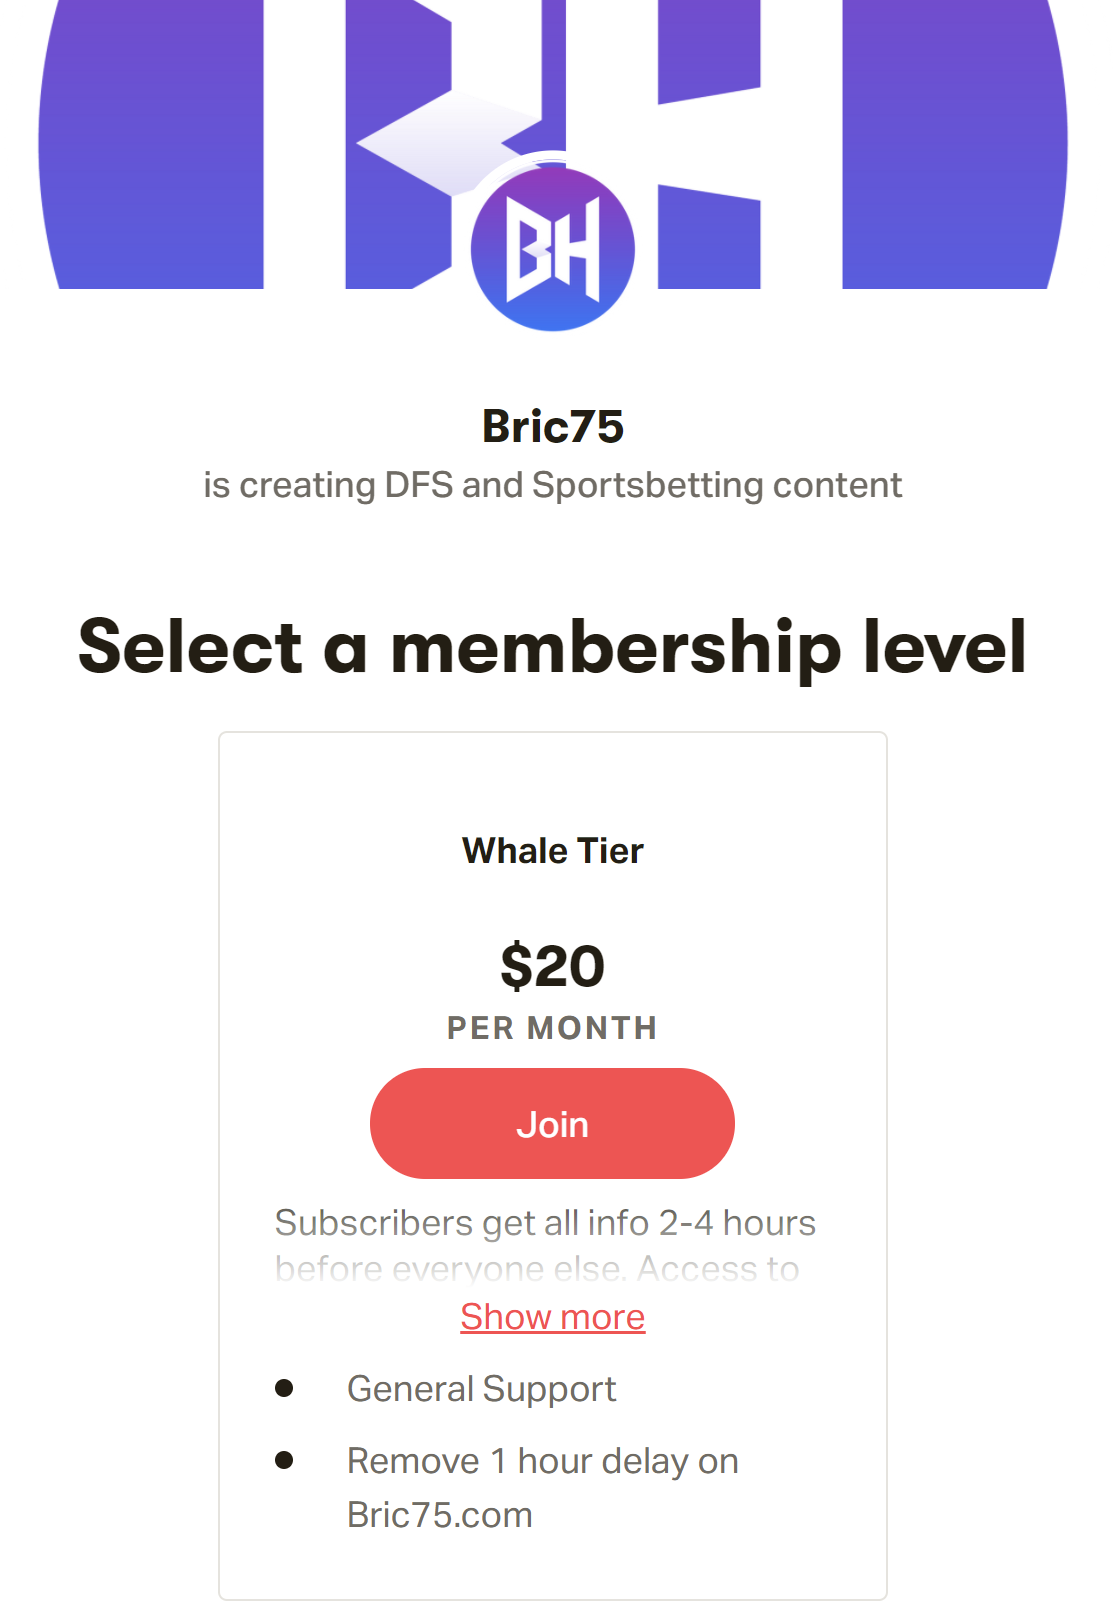 BH
BH
Bric75
is creating DFS and Sportsbetting content
Select a membership level
Whale Tier
$20
PER MONTH
Join
Subscribers get all info 2-4 hours
before everyone else. Access to
Show more
General Support
Remove 1 hour delay on
Bric75.com